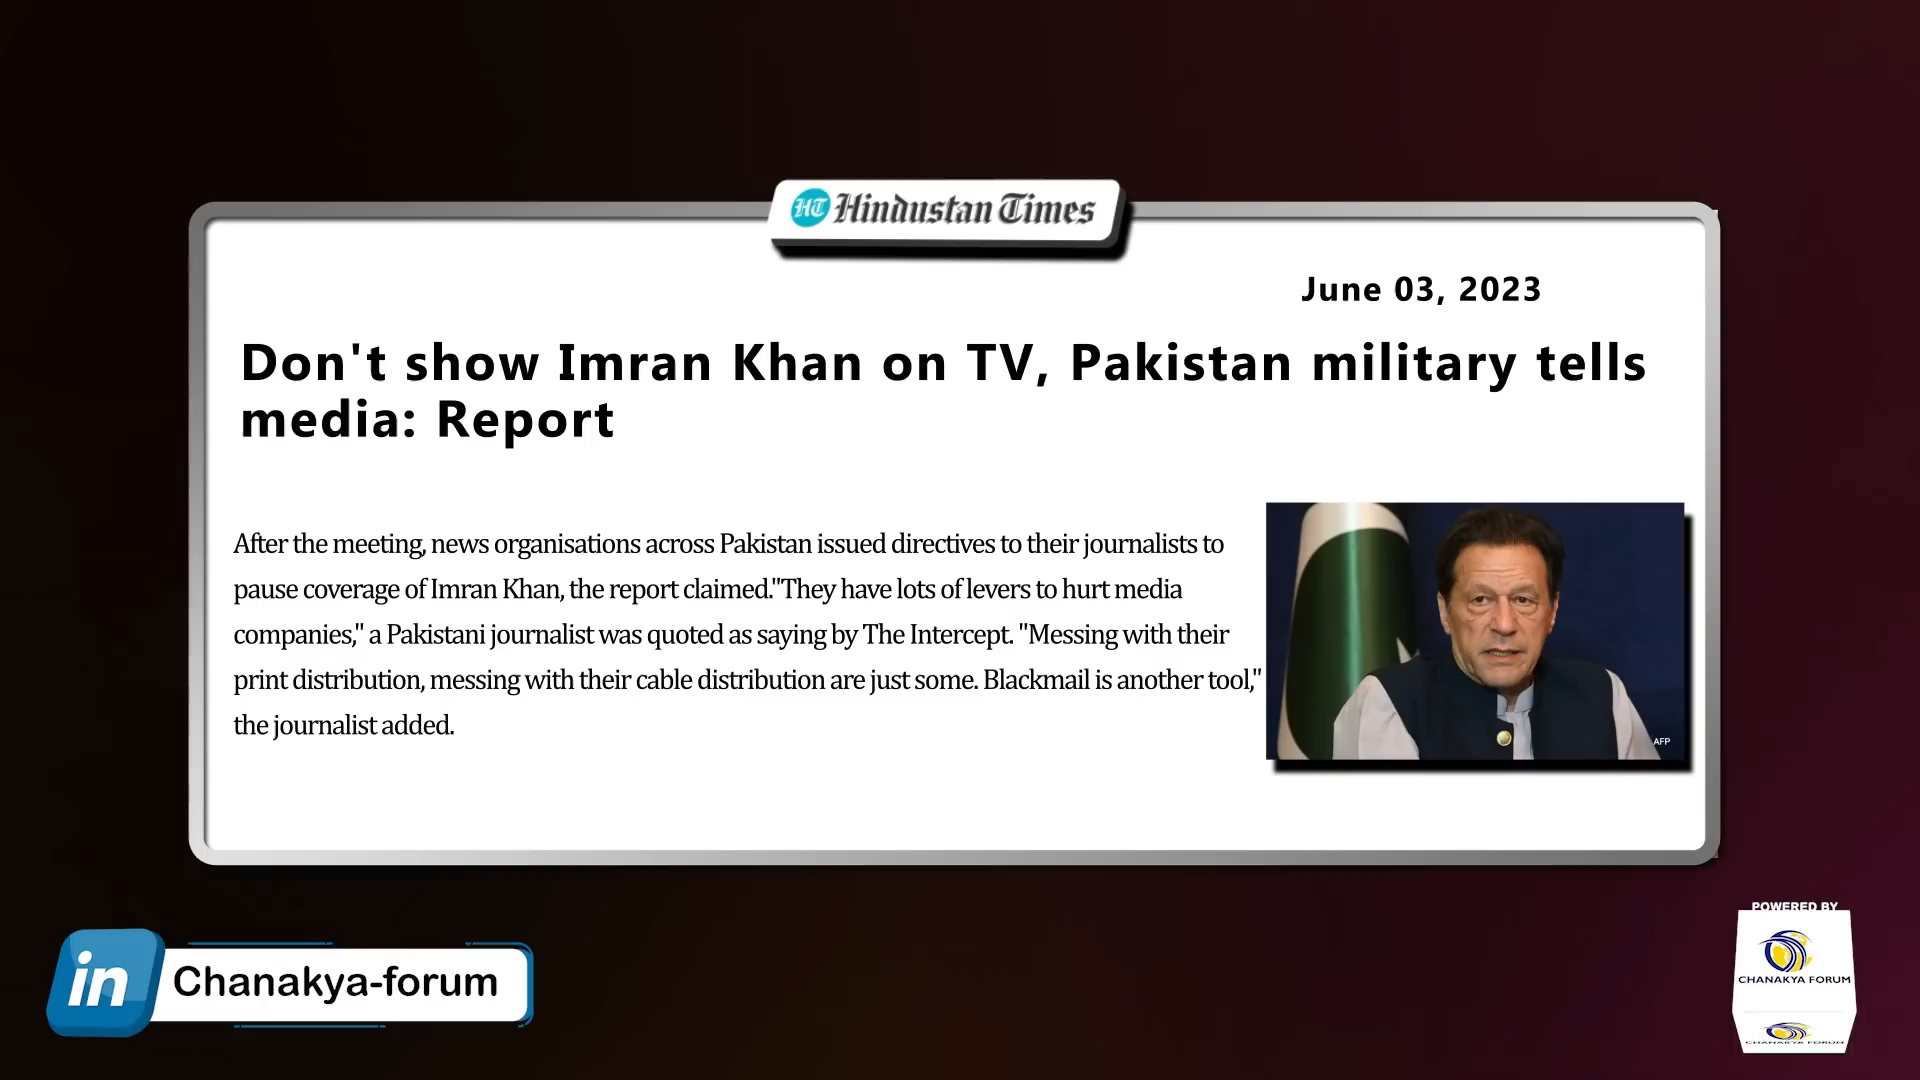 HT Hindustan Times
June 03, 2023
Don't show Imran Khan on TV, Pakistan military tells
media: Report
After the meeting, news organisations across Pakistan issued directives to their journalists to
pause coverage of Imran Khan, the report claimed."They have lots of levers to hurt media
companies," a Pakistani journalist was quoted as saying by The Intercept. "Messing with their
print distribution, messing with their cable distribution are just some. Blackmail is another tool,"
the journalist added.
AFP
in Chanakya-forum
POWERED BY
CHANAKYA FORUM
CHANAKYA FORUM